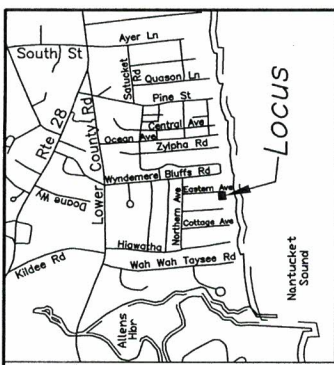 Ayer Ln
South St
Satucket Rd
Quason Ln
Rte 28
Lower County Rd
Pine St
Central Ave
Ocean Ave
Zylpha Rd
Wyndemere Bluffs Rd
LOCUS
Doane Wy
Northern Ave
Eastern Ave
Cottage Ave
Hiawatha
Kildee Rd
Wah Wah Taysee Rd
Nantucket Sound
Allens Hbr